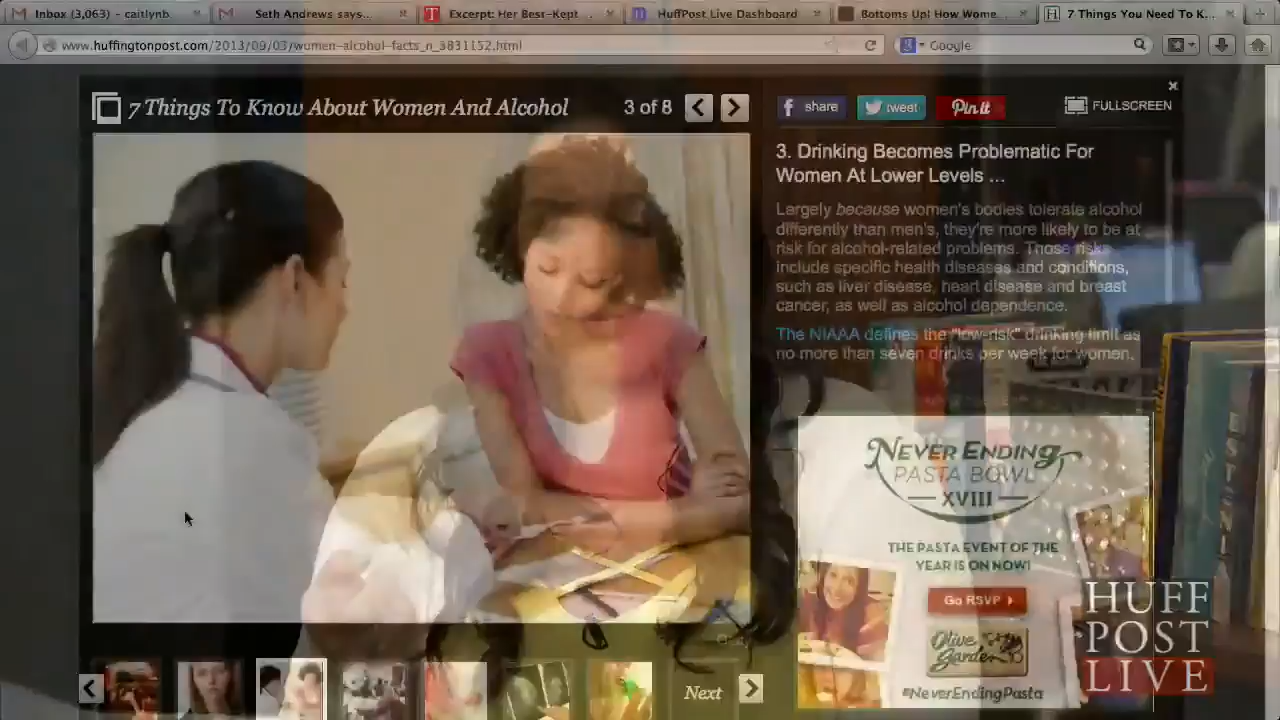 Inbox (3,063) - caitlynb
Seth Andrews says...
Excerpt: Her Best-Kept ...
HuffPost Live Dashboard
Bottoms Up! How Wome...
7 Things You Need To K...
www.huffingtonpost.com/2013/09/03/women-alcohol-facts_n_3831152.html
Google
7 Things To Know About Women And Alcohol
3 of 8
share
tweet
Pin it
FULLSCREEN
3. Drinking Becomes Problematic For
Women At Lower Levels ...
Largely because women's bodies tolerate alcohol
differently than men's, they're more likely to be at
risk for alcohol-related problems. Those risks
include specific health diseases and conditions,
such as liver disease, heart disease and breast
cancer, as well as alcohol dependence.
The NIAAA defines the "low-risk" drinking limit as
no more than seven drinks per week for women.
NEVER ENDING
PASTA BOWL
XVIII
THE PASTA EVENT OF THE
YEAR IS ON NOW!
Go RSVP
Olive
Garden
#NeverEndingPasta
Next
HUFF
POST
LIVE